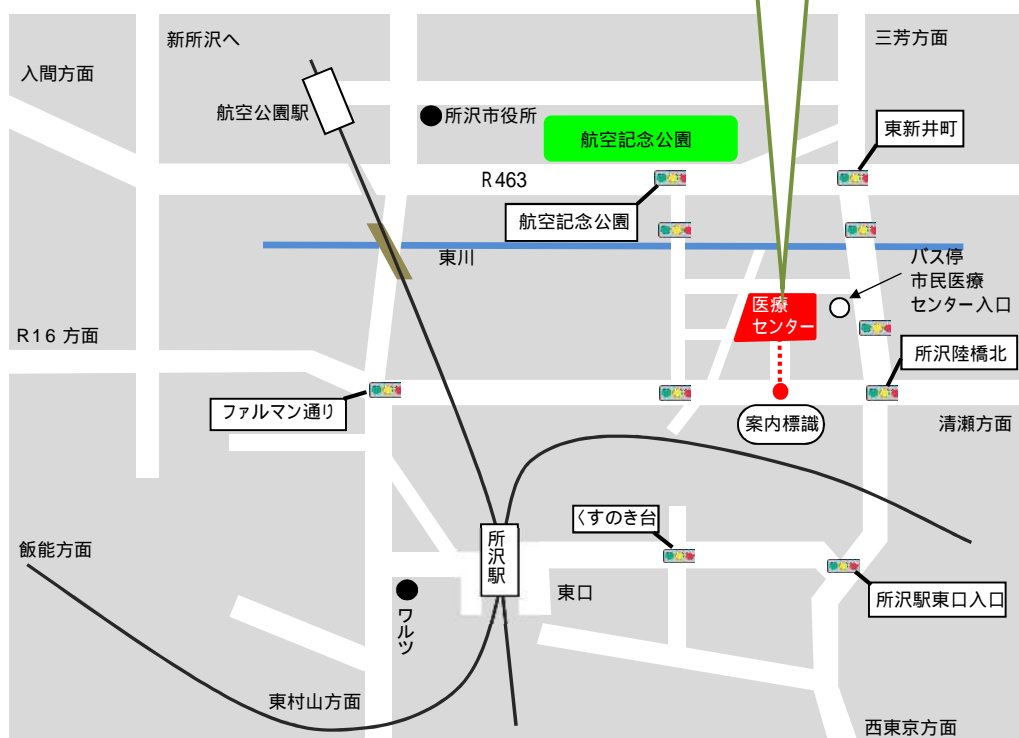 新所沢へ
三芳方面
入間方面
航空公園駅
所沢市役所
東新井町
航空記念公園
R463
航空記念公園
東川
バス停
市民医療
センター入口
医療
センター
R16 方面
所沢陸橋北
ファルマン通り
案内標識
清瀬方面
くすのき台
所沢駅
飯能方面
東口
所沢駅東口入口
ワルツ
東村山方面
西東京方面